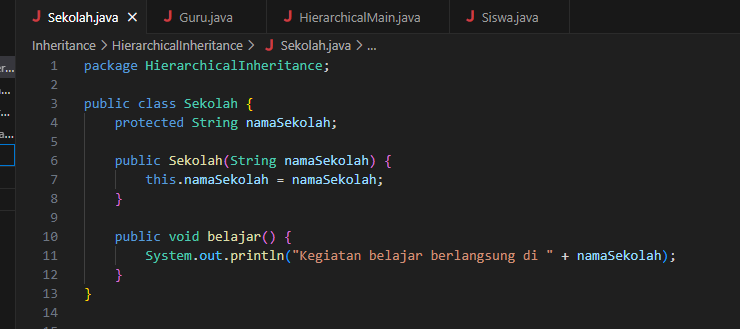 Sekolah.java
Guru.java
HierarchicalMain.java
Siswa.java
Inheritance > HierarchicalInheritance > Sekolah.java > ...
er...
a...
r...
a...
1 package HierarchicalInheritance;
2
3 public class Sekolah {
4 protected String namaSekolah;
5
6 public Sekolah(String namaSekolah) {
7 this.namaSekolah = namaSekolah;
8 }
9
10 public void belajar() {
11 System.out.println("Kegiatan belajar berlangsung di " + namaSekolah);
12 }
13 }
14